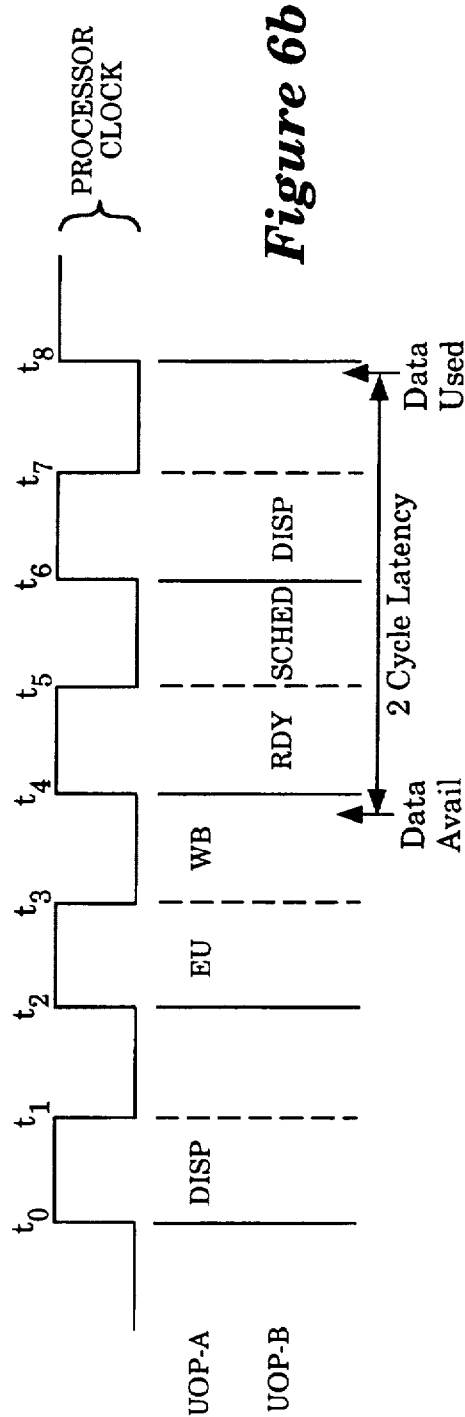 PROCESSOR
CLOCK
t0 t1 t2 t3 t4 t5 t6 t7 t8
UOP-A DISP EU WB
UOP-B RDY SCHED DISP
2 Cycle Latency
Data
Avail
Data
Used
Figure 6b